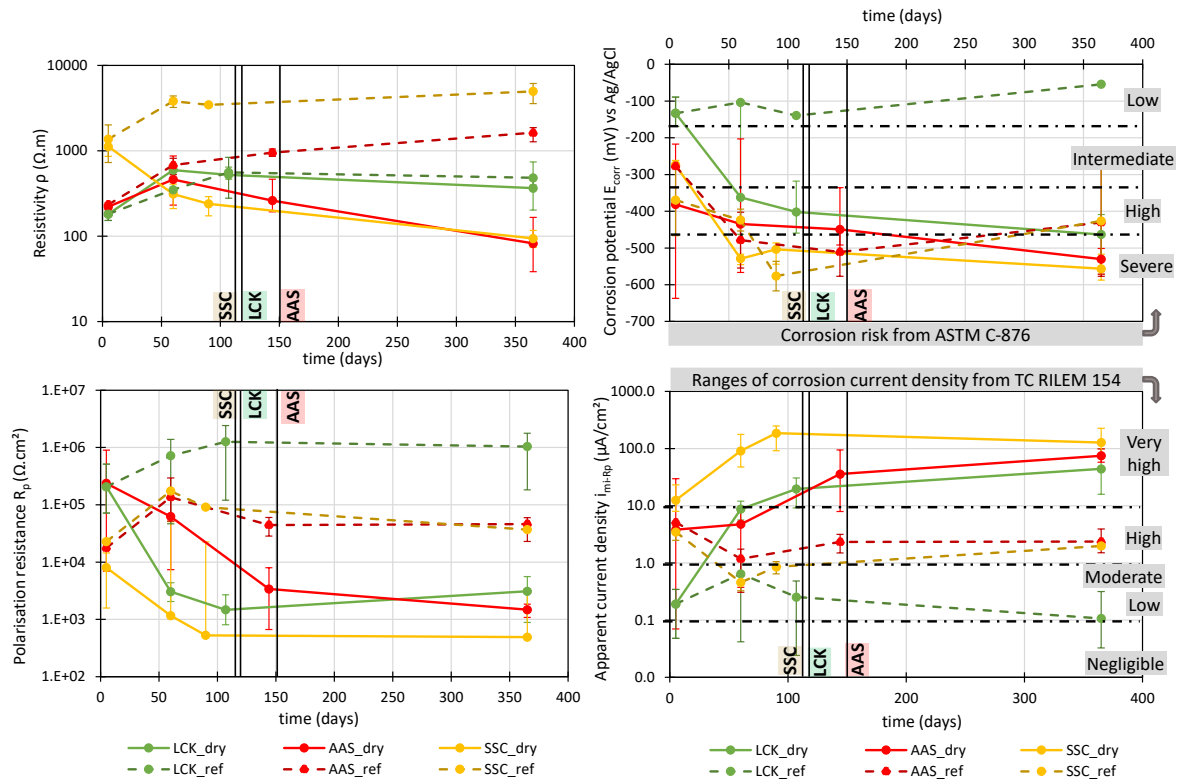 time (days)
0 50 100 150 200 250 300 350 400
10000
1000
100
10
Resistivity ρ (Ω.m)
SSC
LCK
AAS
0 50 100 150 200 250 300 350 400
time (days)
0
-100
-200
-300
-400
-500
-600
-700
Corrosion potential Ecorr (mV) vs Ag/AgCl
Low
Intermediate
High
Severe
SSC
LCK
AAS
Corrosion risk from ASTM C-876
1.E+07
1.E+06
1.E+05
1.E+04
1.E+03
1.E+02
Polarisation resistance Rp (Ω.cm²)
SSC
LCK
AAS
0 50 100 150 200 250 300 350 400
time (days)
Ranges of corrosion current density from TC RILEM 154
1000.0
100.0
10.0
1.0
0.1
0.0
Apparent current density imi-Rp (µA/cm²)
Very
high
High
Moderate
Low
Negligible
SSC
LCK
AAS
0 100 200 300 400
time (days)
LCK_dry AAS_dry SSC_dry
LCK_ref AAS_ref SSC_ref
LCK_dry AAS_dry SSC_dry
LCK_ref AAS_ref SSC_ref